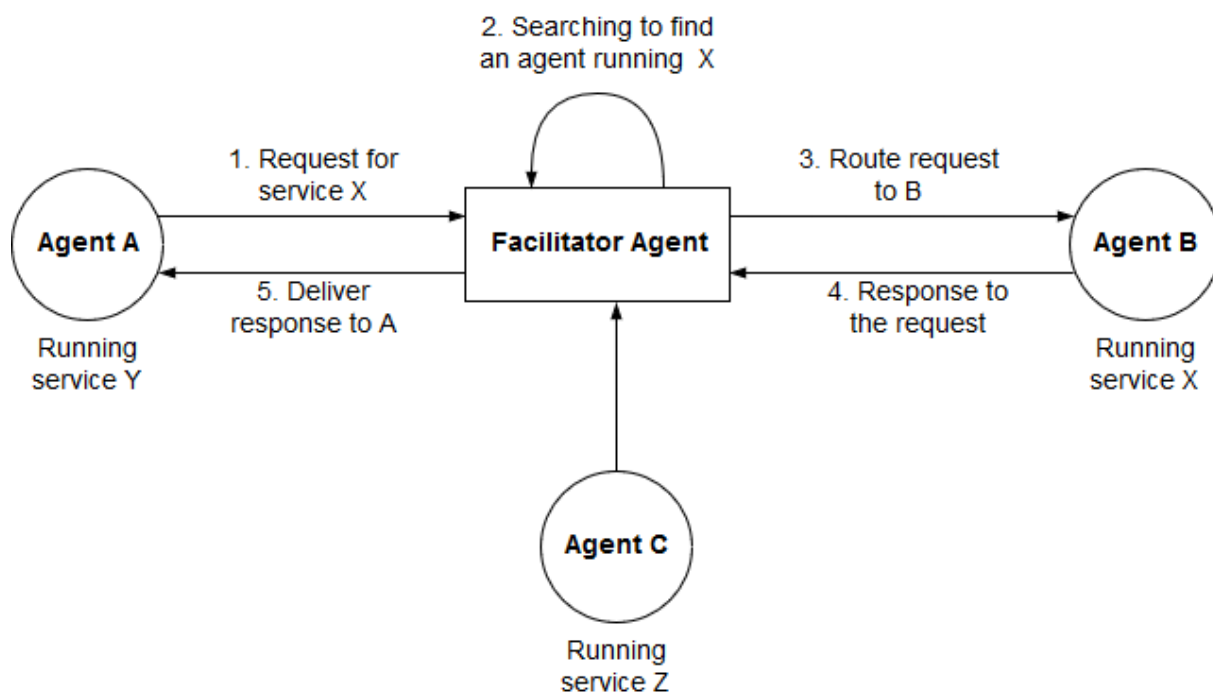 2. Searching to find
an agent running X
1. Request for
service X
3. Route request
to B
Agent A
Facilitator Agent
Agent B
5. Deliver
response to A
4. Response to
the request
Running
service Y
Running
service X
Agent C
Running
service Z